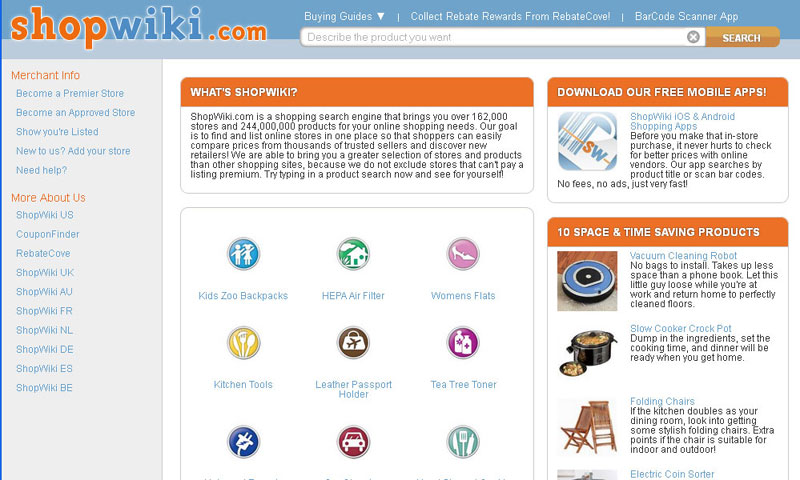 shopwiki.com
Buying Guides ▼ | Collect Rebate Rewards From RebateCove! | BarCode Scanner App
Describe the product you want
SEARCH
Merchant Info
Become a Premier Store
Become an Approved Store
Show you're Listed
New to us? Add your store
Need help?
More About Us
ShopWiki US
CouponFinder
RebateCove
ShopWiki UK
ShopWiki AU
ShopWiki FR
ShopWiki NL
ShopWiki DE
ShopWiki ES
ShopWiki BE
WHAT'S SHOPWIKI?
ShopWiki.com is a shopping search engine that brings you over 162,000
stores and 244,000,000 products for your online shopping needs. Our goal
is to find and list online stores in one place so that shoppers can easily
compare prices from thousands of trusted sellers and discover new
retailers! We are able to bring you a greater selection of stores and products
than other shopping sites, because we do not exclude stores that can't pay a
listing premium. Try typing in a product search now and see for yourself!
Kids Zoo Backpacks
HEPA Air Filter
Womens Flats
Kitchen Tools
Leather Passport
Holder
Tea Tree Toner
DOWNLOAD OUR FREE MOBILE APPS!
SW
ShopWiki iOS & Android
Shopping Apps
Before you make that in-store
purchase, it never hurts to check
for better prices with online
vendors. Our app searches by
product title or scan bar codes.
No fees, no ads, just very fast!
10 SPACE & TIME SAVING PRODUCTS
Vacuum Cleaning Robot
No bags to install. Takes up less
space than a phone book. Let this
little guy loose while you're at
work and return home to perfectly
cleaned floors.
Slow Cooker Crock Pot
Dump in the ingredients, set the
cooking time, and dinner will be
ready when you get home.
Folding Chairs
If the kitchen doubles as your
dining room, look into getting
some stylish folding chairs. Extra
points if the chair is suitable for
indoor and outdoor!
Electric Coin Sorter